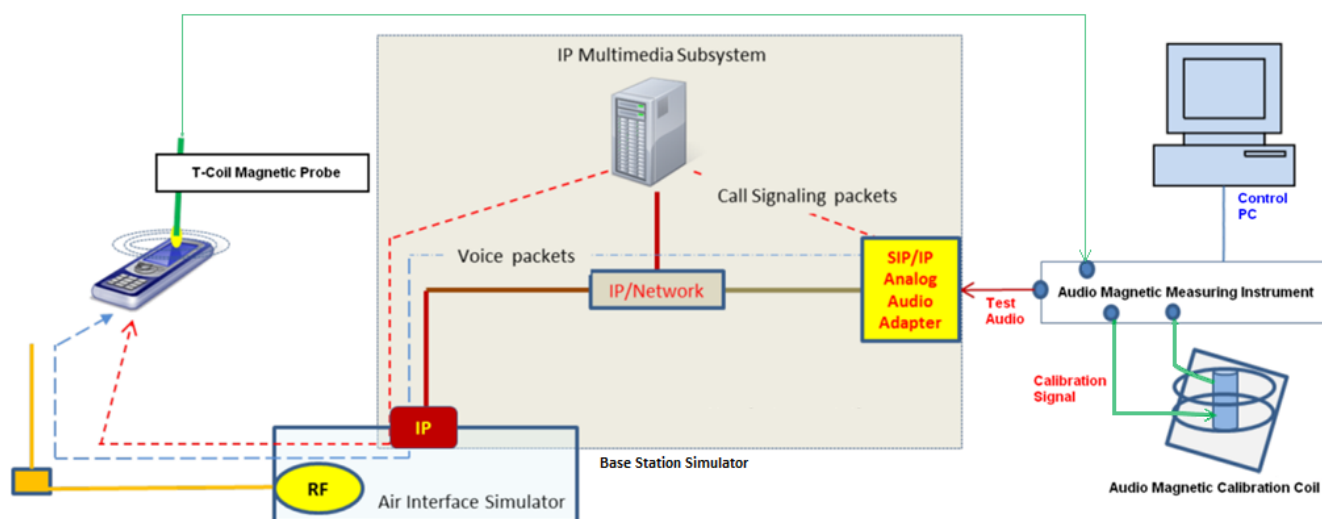 IP Multimedia Subsystem
T-Coil Magnetic Probe
Call Signaling packets
Control
PC
Voice packets
SIP/IP
Analog
Audio
Adapter
IP/Network
Test
Audio
Audio Magnetic Measuring Instrument
Calibration
Signal
IP
Base Station Simulator
RF
Air Interface Simulator
Audio Magnetic Calibration Coil